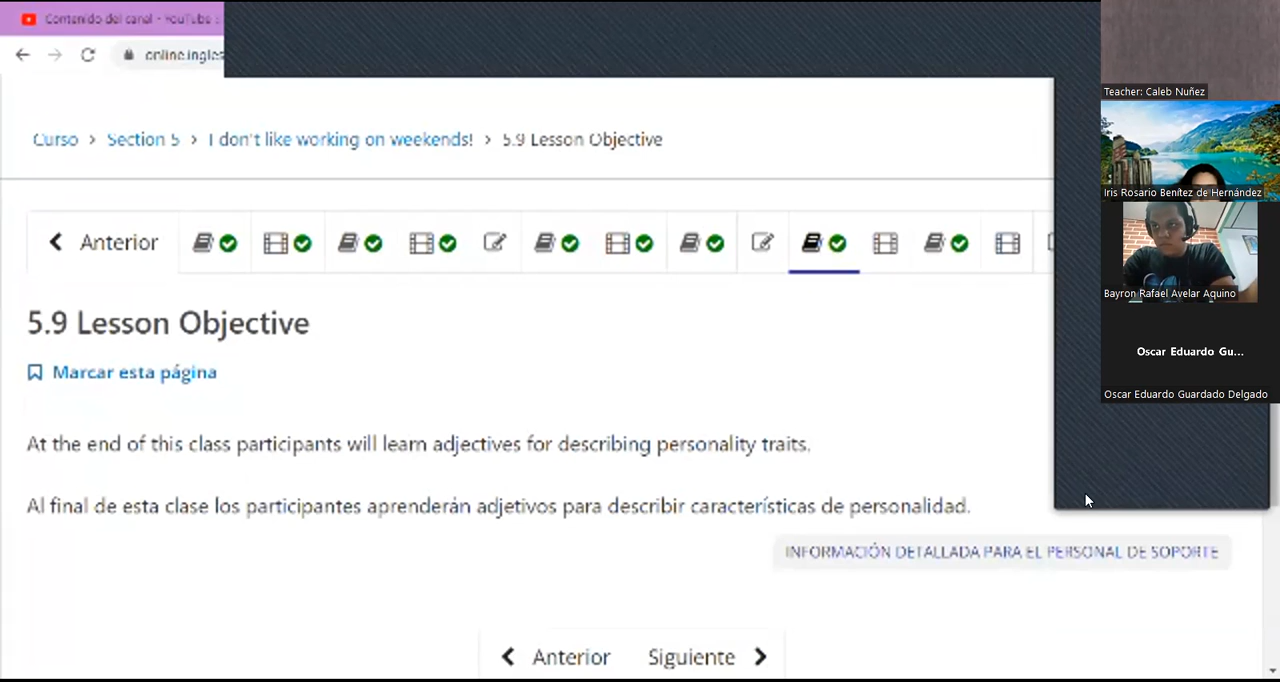 Contenido del canal - YouTube
online.ingles
Teacher: Caleb Nuñez
Curso > Section 5 > I don't like working on weekends! > 5.9 Lesson Objective
Iris Rosario Benítez de Hernández
Anterior
Bayron Rafael Avelar Aquino
5.9 Lesson Objective
Oscar Eduardo Gu...
Marcar esta página
Oscar Eduardo Guardado Delgado
At the end of this class participants will learn adjectives for describing personality traits.
Al final de esta clase los participantes aprenderán adjetivos para describir características de personalidad.
INFORMACIÓN DETALLADA PARA EL PERSONAL DE SOPORTE
Anterior Siguiente